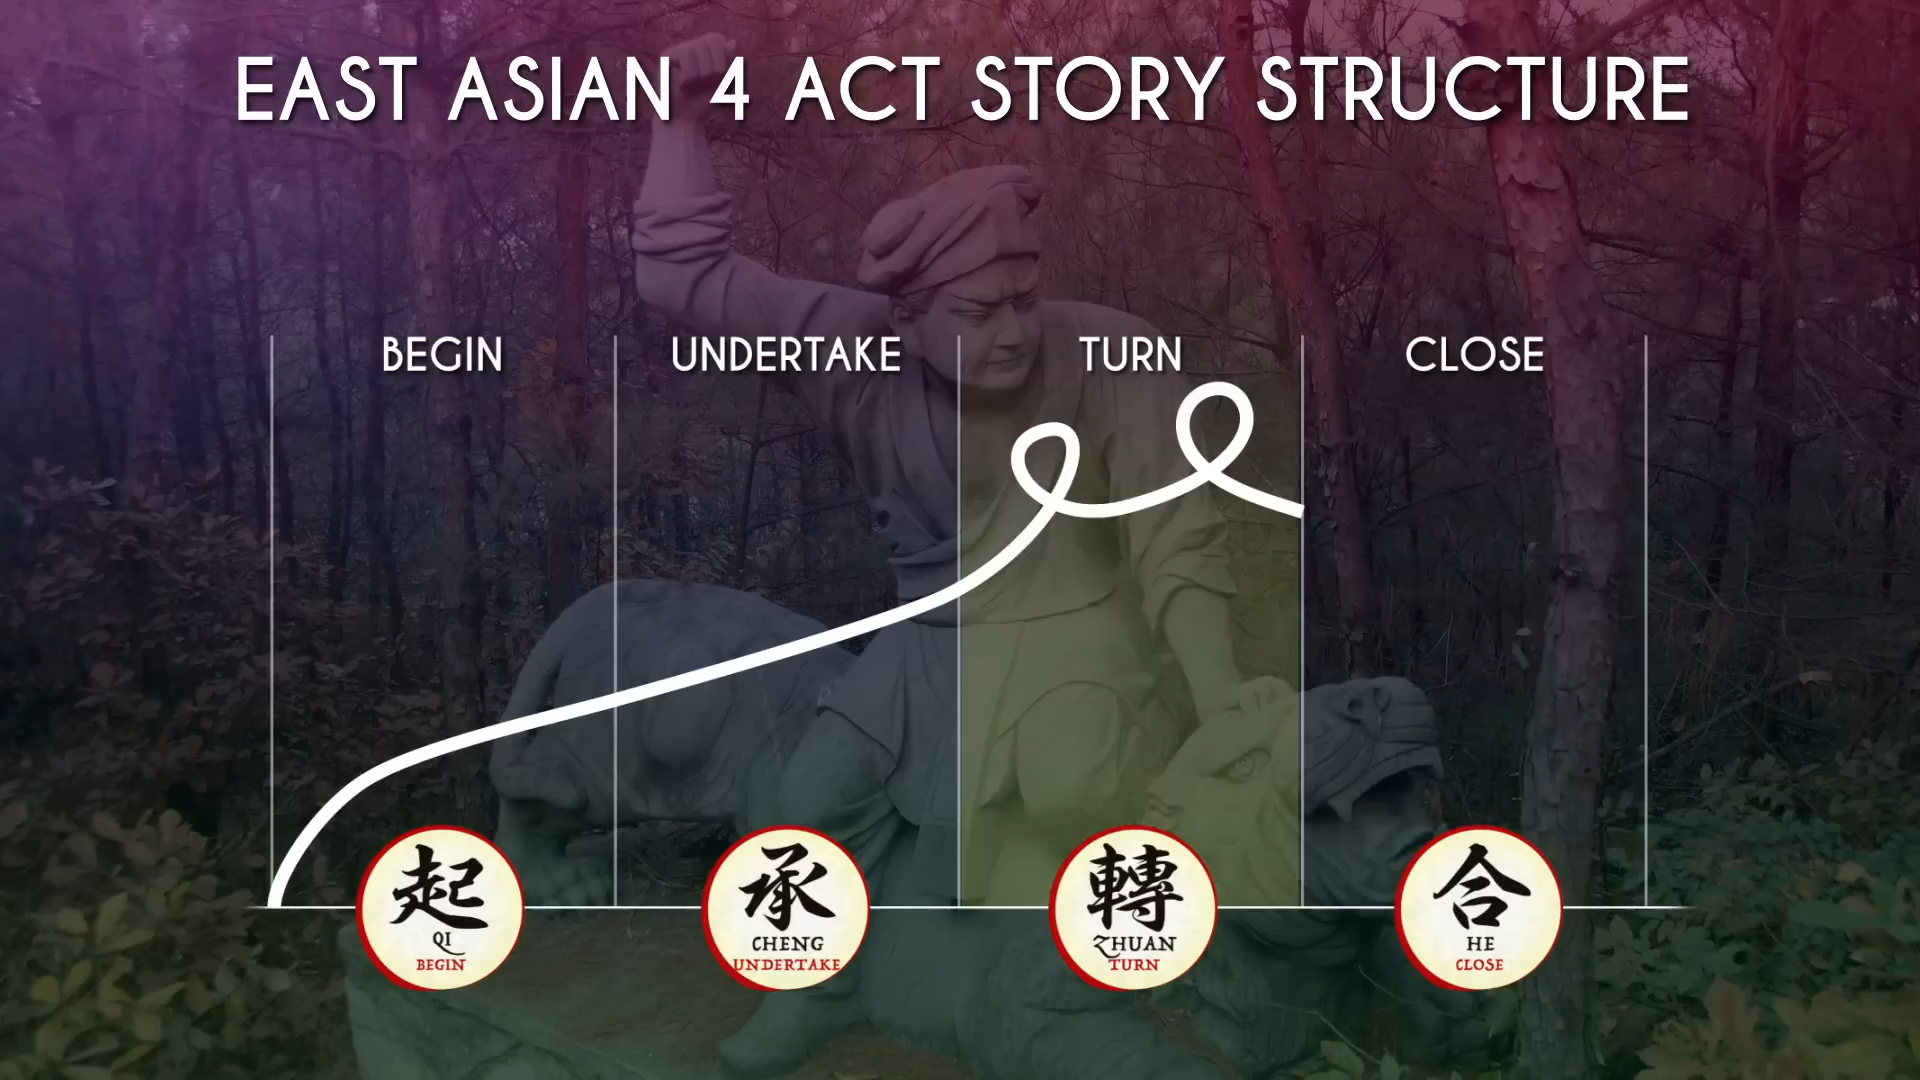 EAST ASIAN 4 ACT STORY STRUCTURE
BEGIN
UNDERTAKE
TURN
CLOSE
起
QI
BEGIN
承
CHENG
UNDERTAKE
轉
ZHUAN
TURN
合
HE
CLOSE